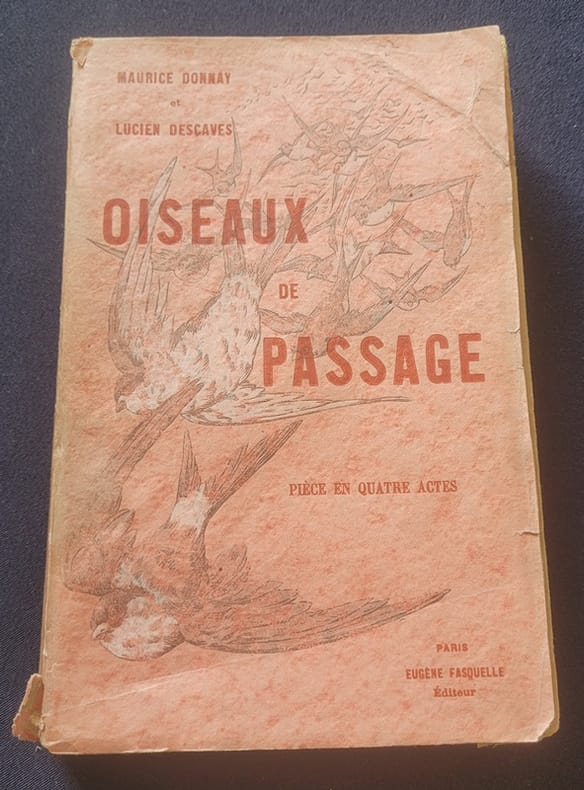 MAURICE DONNAY
et
LUCIEN DESCAVES
OISEAUX
DE
PASSAGE
PIÈCE EN QUATRE ACTES
PARIS
EUGÈNE FASQUELLE
Éditeur